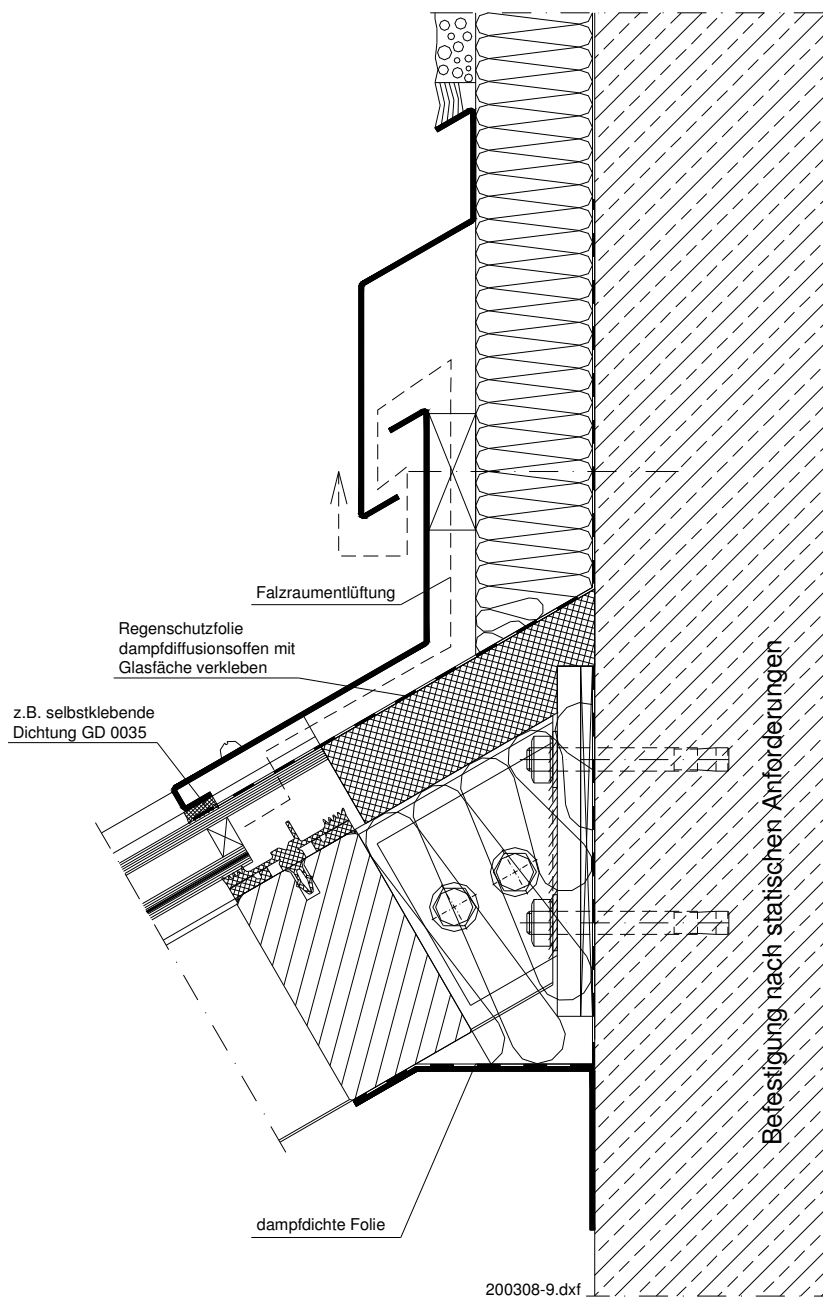 Falzraumentlüftung
Regenschutzfolie
dampfdiffusionsoffen mit
Glasfäche verkleben
z.B. selbstklebende
Dichtung GD 0035
Befestigung nach statischen Anforderungen
dampfdichte Folie
200308-9.dxf